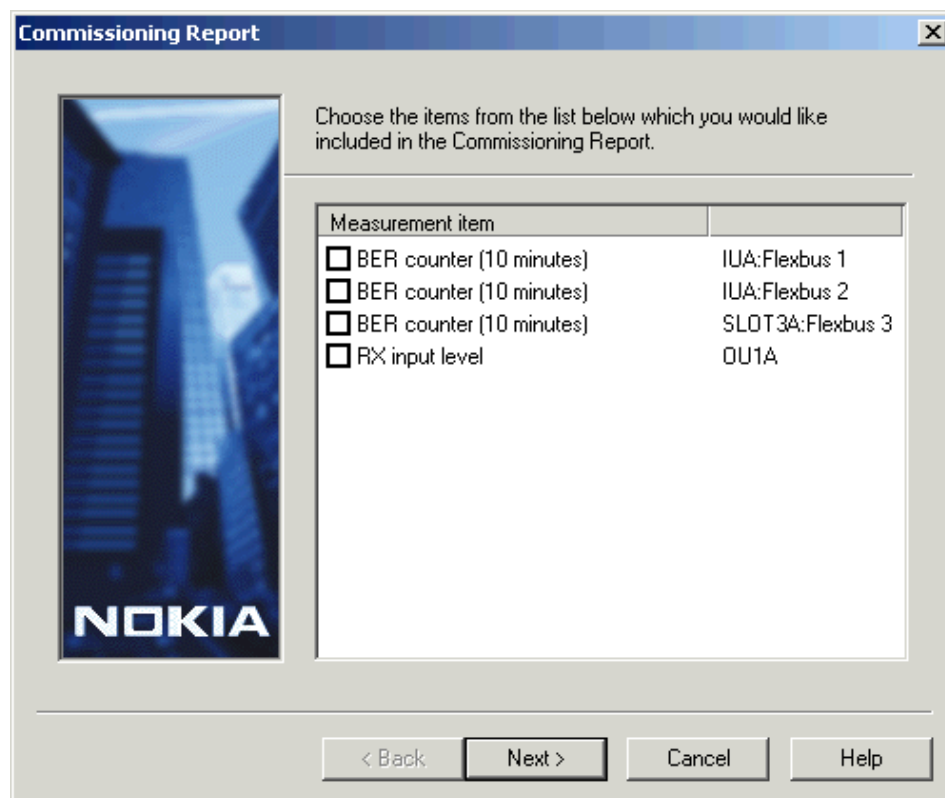 Commissioning Report
Choose the items from the list below which you would like
included in the Commissioning Report.
Measurement item
BER counter (10 minutes) IUA:Flexbus 1
BER counter (10 minutes) IUA:Flexbus 2
BER counter (10 minutes) SLOT3A:Flexbus 3
RX input level OU1A
NOKIA
< Back Next > Cancel Help